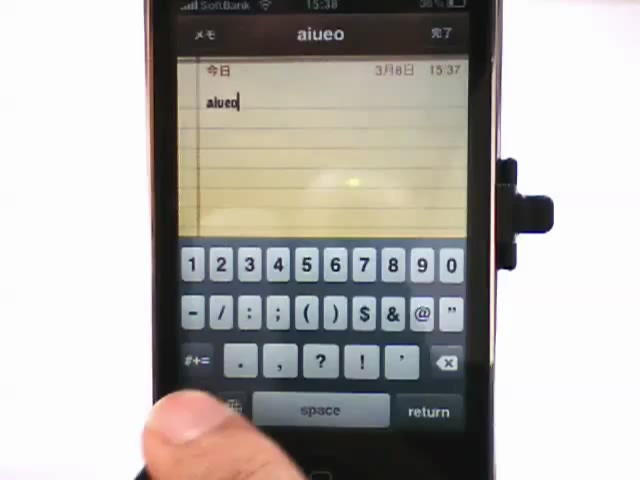 SoftBank 15:38 38%
メモ aiueo 完了
今日 3月8日 15:37
aiueo
1 2 3 4 5 6 7 8 9 0
- / : ; ( ) $ & @ "
#+= . , ? ! '
space return